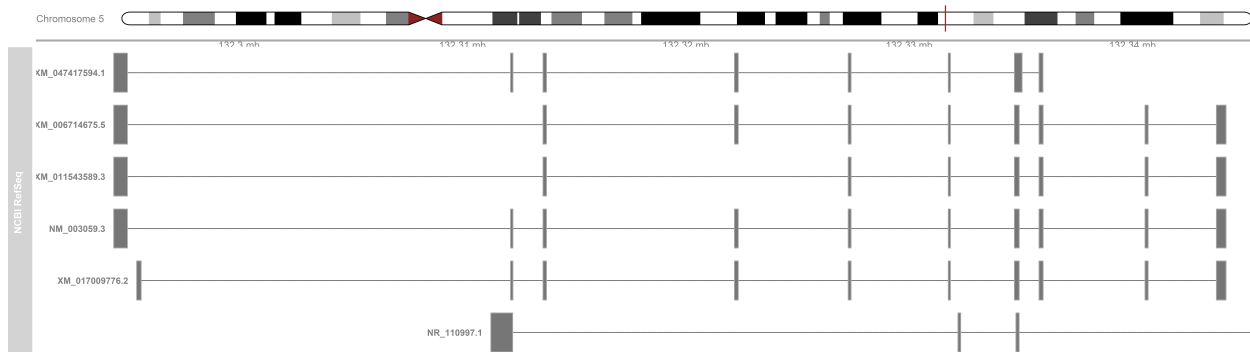 Chromosome 5
132.3 mb 132.31 mb 132.32 mb 132.33 mb 132.34 mb
NCBI RefSeq
XM_047417594.1
XM_006714675.5
XM_011543589.3
NM_003059.3
XM_017009776.2
NR_110997.1